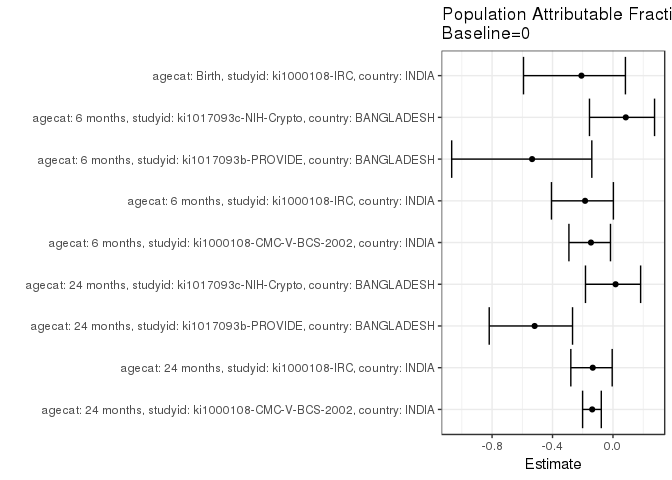 Population Attributable Fracti
Baseline=0
agecat: Birth, studyid: ki1000108-IRC, country: INDIA
agecat: 6 months, studyid: ki1017093c-NIH-Crypto, country: BANGLADESH
agecat: 6 months, studyid: ki1017093b-PROVIDE, country: BANGLADESH
agecat: 6 months, studyid: ki1000108-IRC, country: INDIA
agecat: 6 months, studyid: ki1000108-CMC-V-BCS-2002, country: INDIA
agecat: 24 months, studyid: ki1017093c-NIH-Crypto, country: BANGLADESH
agecat: 24 months, studyid: ki1017093b-PROVIDE, country: BANGLADESH
agecat: 24 months, studyid: ki1000108-IRC, country: INDIA
agecat: 24 months, studyid: ki1000108-CMC-V-BCS-2002, country: INDIA
-0.8 -0.4 0.0
Estimate